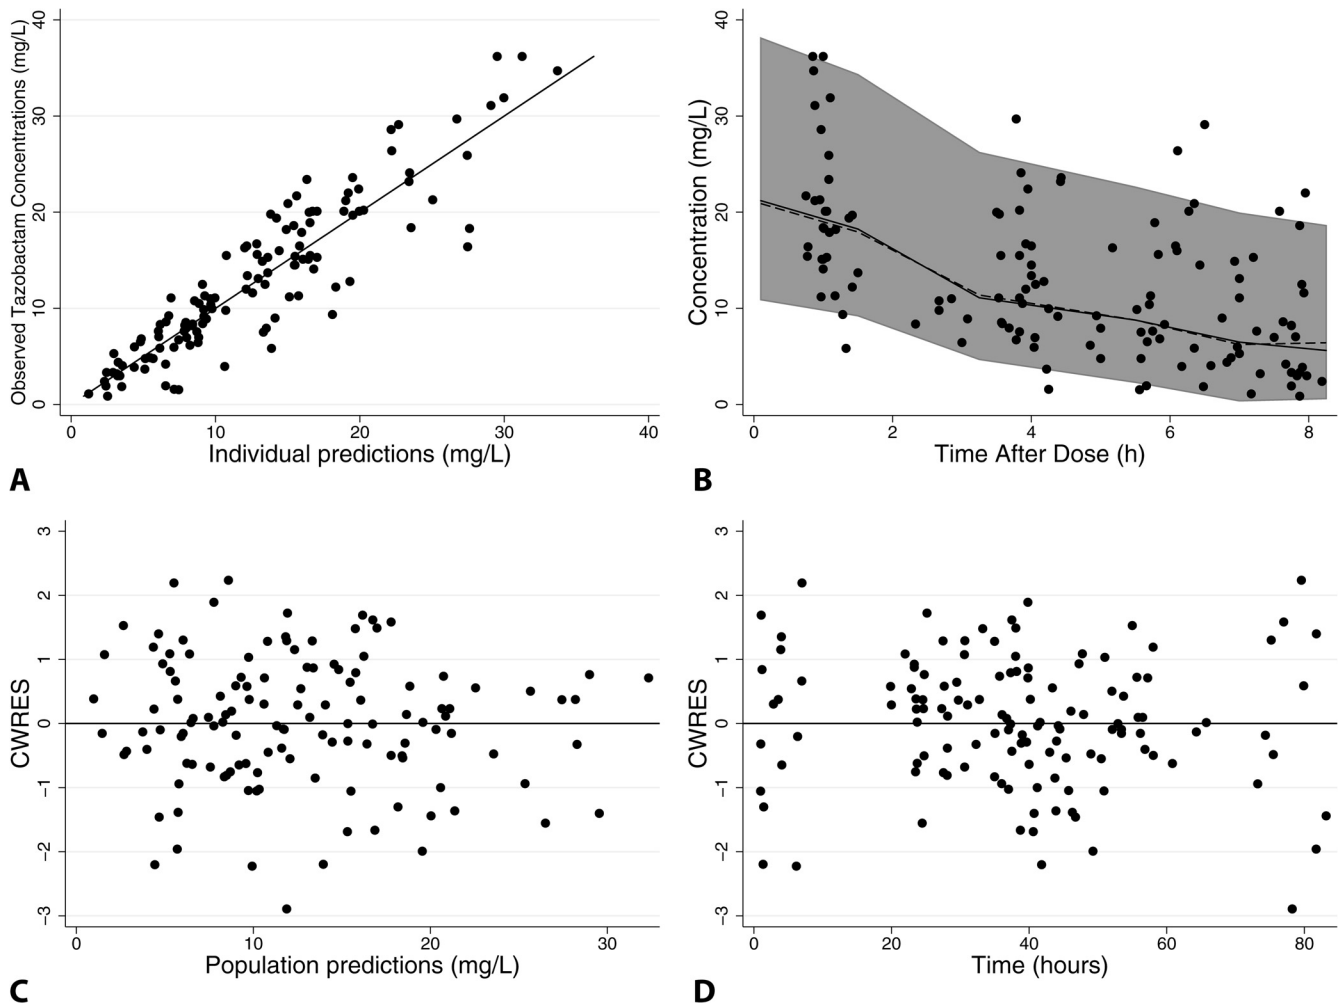 Observed Tazobactam Concentrations (mg/L)
40
30
20
10
0
0 10 20 30 40
Individual predictions (mg/L)
A
Concentration (mg/L)
40
30
20
10
0
0 2 4 6 8
Time After Dose (h)
B
CWRES
3
2
1
0
−1
−2
−3
0 10 20 30
Population predictions (mg/L)
C
CWRES
3
2
1
0
−1
−2
−3
0 20 40 60 80
Time (hours)
D